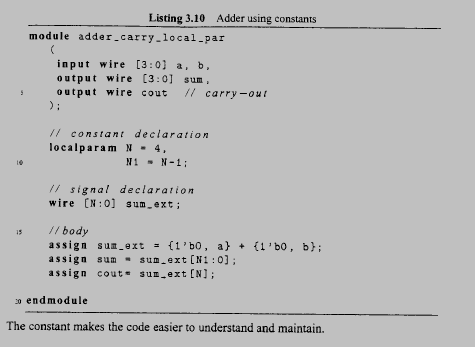 Listing 3.10 Adder using constants
module adder_carry_local_par
(
input wire [3:0] a, b,
output wire [3:0] sum,
5 output wire cout // carry-out
);
// constant declaration
localparam N = 4,
10 N1 = N-1;
// signal declaration
wire [N:0] sum_ext;
15 //body
assign sum_ext = {1'b0, a} + {1'b0, b};
assign sum = sum_ext[N1:0];
assign cout= sum_ext[N];
20 endmodule
The constant makes the code easier to understand and maintain.